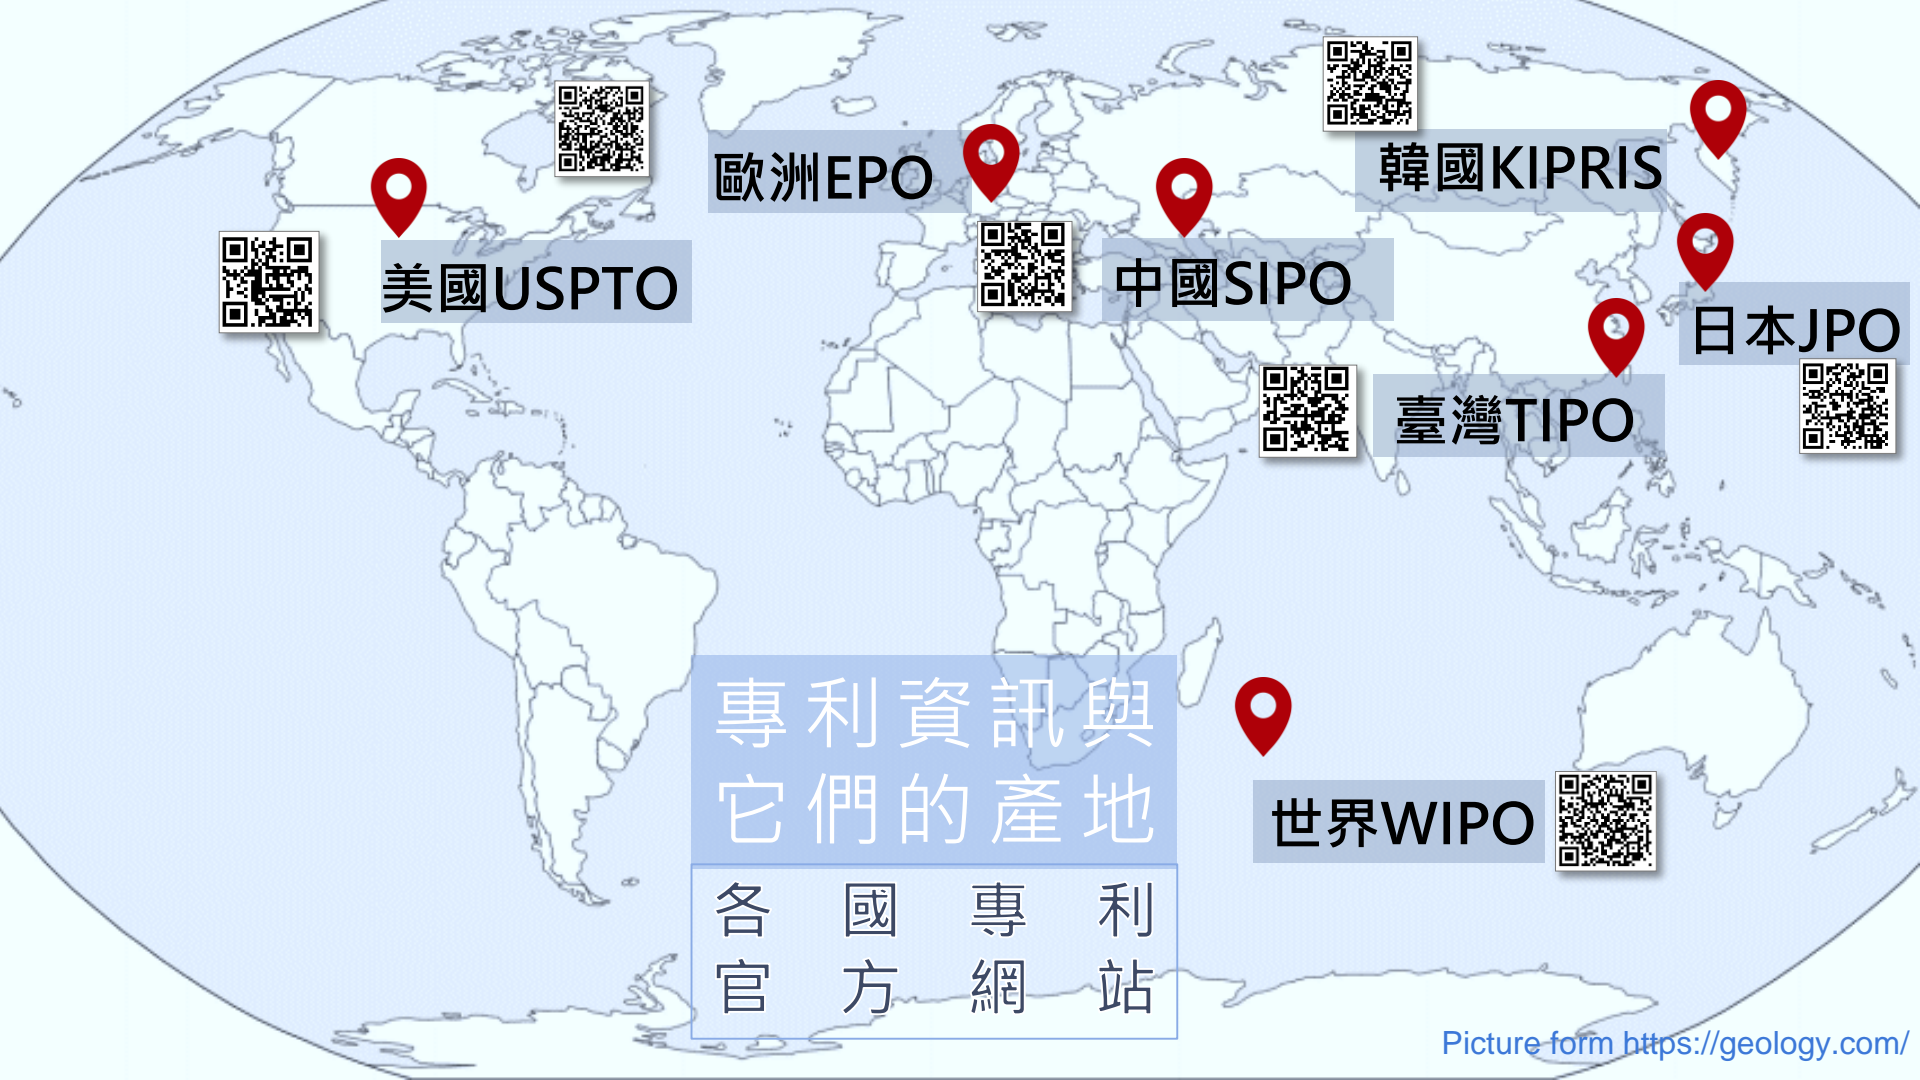 歐洲EPO
韓國KIPRIS
美國USPTO
中國SIPO
日本JPO
臺灣TIPO
專利資訊與
它們的產地
世界WIPO
各國專利
官方網站
Picture form https://geology.com/